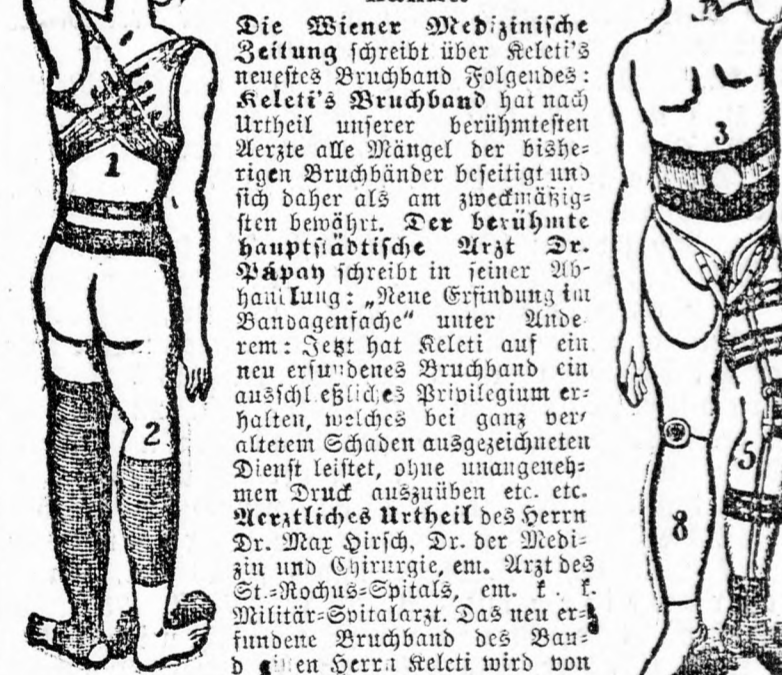 Die Wiener Medizinische
Zeitung schreibt über Keleti's
neuestes Bruchband Folgendes:
Keleti's Bruchband hat nach
Urtheil unserer berühmtesten
Aerzte alle Mängel der bishe-
rigen Bruchbänder beseitigt und
sich daher als am zweckmäßig-
sten bewährt. Der berühmte
hauptstädtische Arzt Dr.
Pápay schreibt in seiner Ab-
handlung: „Neue Erfindung im
Bandagenfache“ unter Ande-
rem: Jetzt hat Keleti auf ein
neu erfundenes Bruchband ein
ausschließliches Privilegium er-
halten, welches bei ganz ver-
altetem Schaden ausgezeichneten
Dienst leistet, ohne unangeneh-
men Druck auszuüben etc. etc.
Aerztliches Urtheil des Herrn
Dr. Max Hirsch, Dr. der Medi-
zin und Chirurgie, em. Arzt des
St.-Rochus-Spitals, em. k. k.
Militär-Spitalarzt. Das neu er-
fundene Bruchband des Ban-
Herrn Keleti wird von
1
2
3
5
8